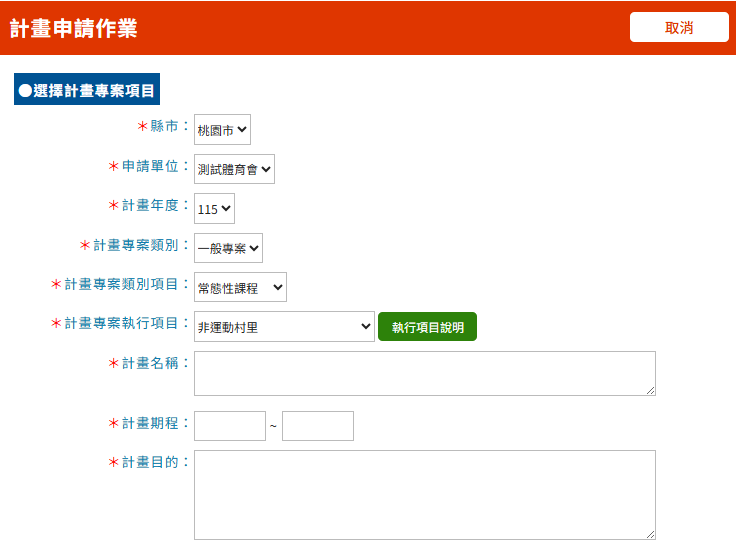 計畫申請作業
取消
●選擇計畫專案項目
＊縣市： 桃園市
＊申請單位： 測試體育會
＊計畫年度： 115
＊計畫專案類別： 一般專案
＊計畫專案類別項目： 常態性課程
＊計畫專案執行項目： 非運動村里 執行項目說明
＊計畫名稱：
＊計畫期程： ~
＊計畫目的：